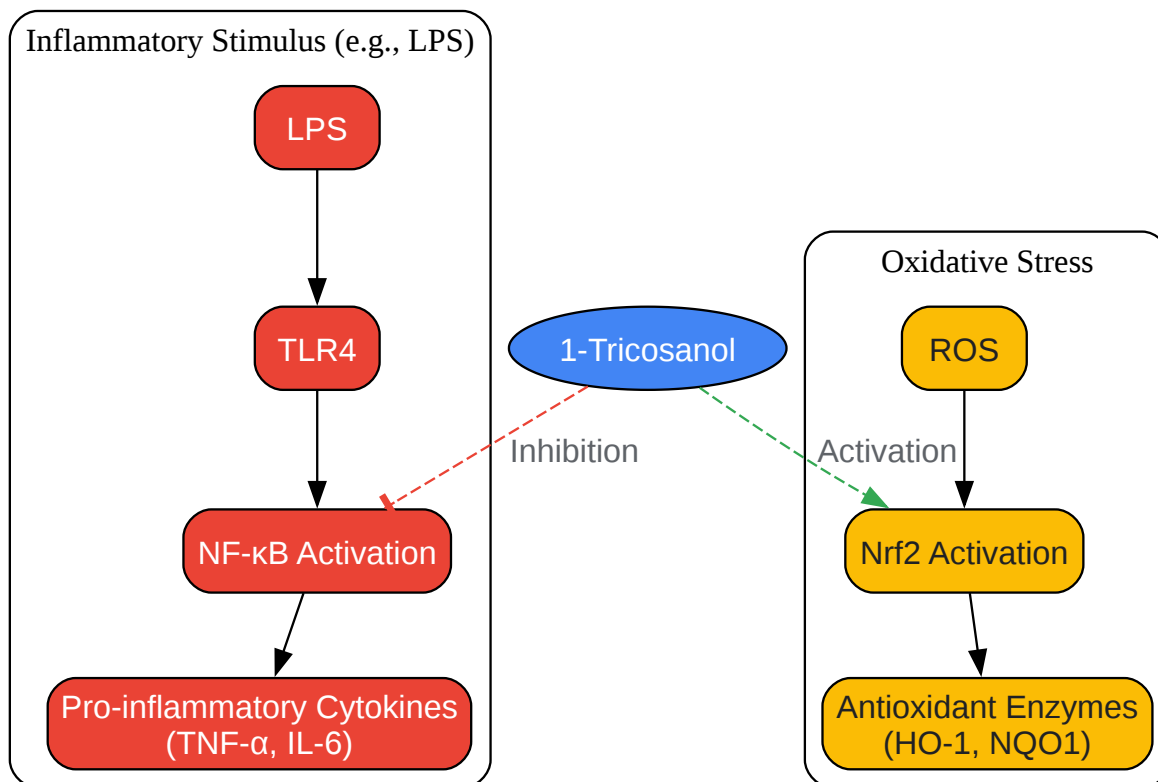 Inflammatory Stimulus (e.g., LPS)
LPS
TLR4
NF-κB Activation
Pro-inflammatory Cytokines
(TNF-α, IL-6)
1-Tricosanol
Inhibition
Activation
Oxidative Stress
ROS
Nrf2 Activation
Antioxidant Enzymes
(HO-1, NQO1)